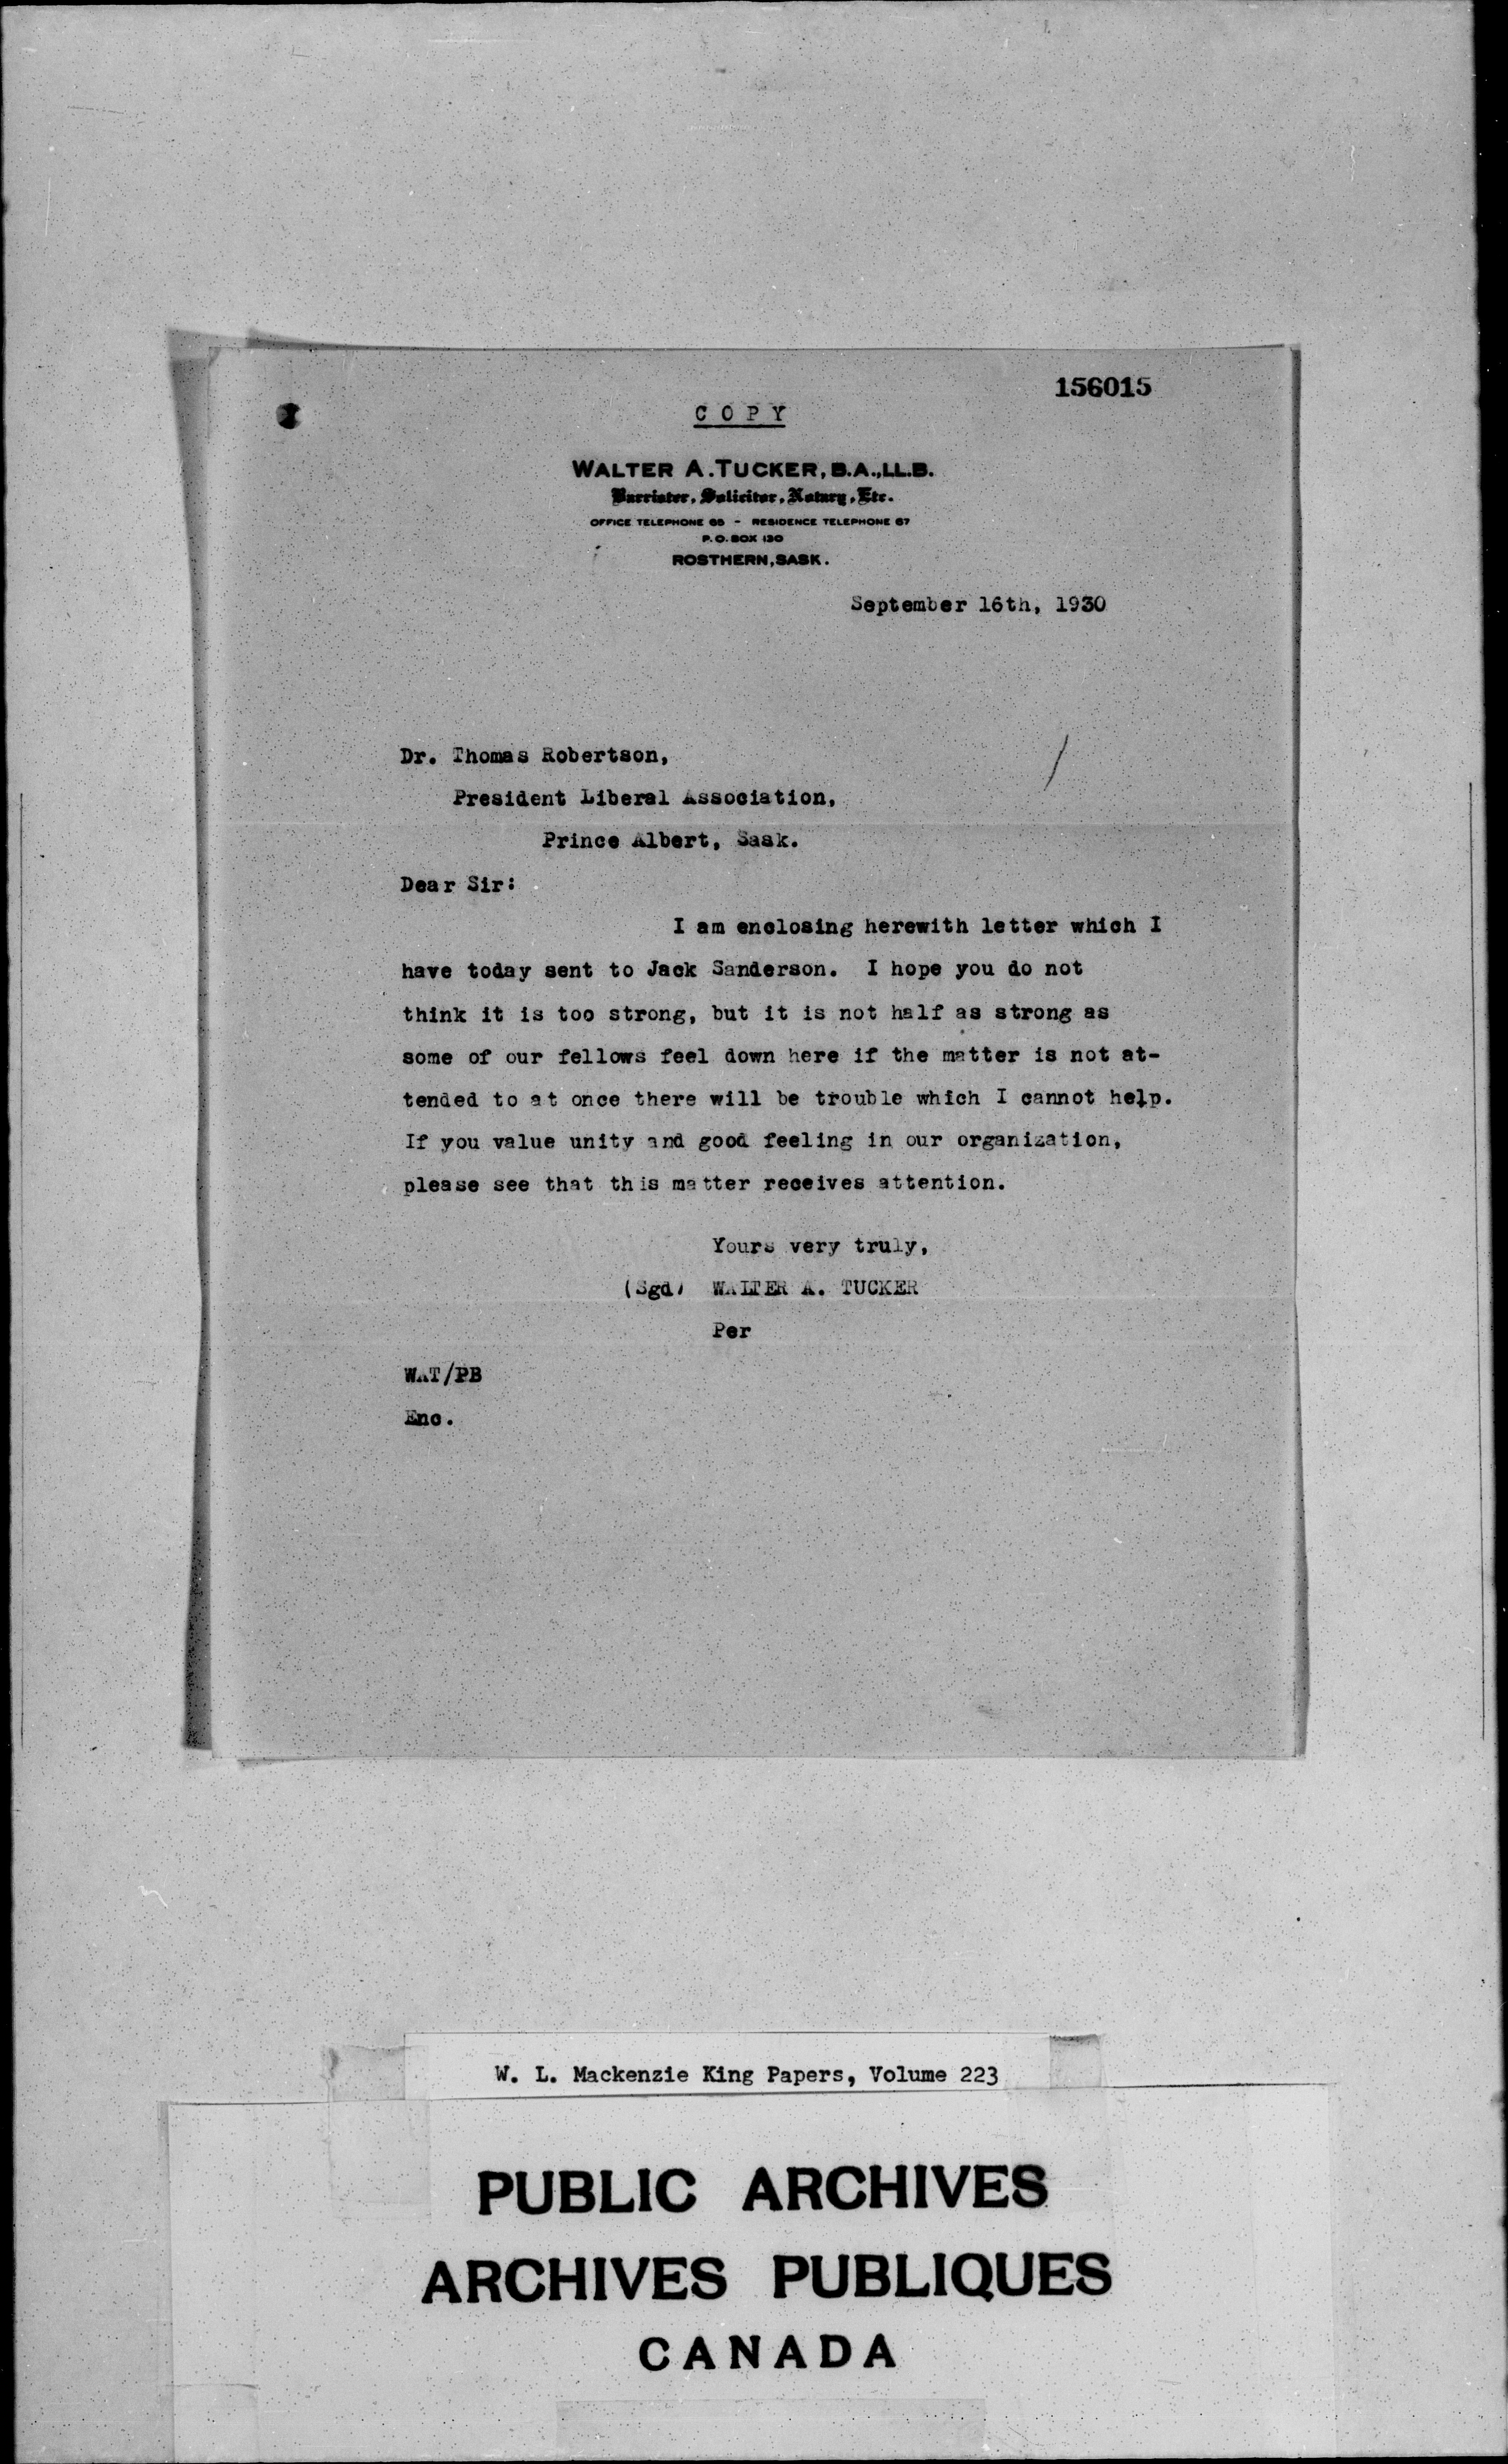 156015
COPY
WALTER A. TUCKER, B.A., LL.B.
Barrister, Solicitor, Notary, Etc.
OFFICE TELEPHONE 65 - RESIDENCE TELEPHONE 67
P.O. BOX 130
ROSTHERN, SASK.
September 16th, 1930
Dr. Thomas Robertson,
President Liberal Association,
Prince Albert, Sask.
Dear Sir:
I am enclosing herewith letter which I
have today sent to Jack Sanderson. I hope you do not
think it is too strong, but it is not half as strong as
some of our fellows feel down here if the matter is not at-
tended to at once there will be trouble which I cannot help.
If you value unity and good feeling in our organization,
please see that this matter receives attention.
Yours very truly,
(Sgd) WALTER A. TUCKER
Per
WAT/PB
Enc.
W. L. Mackenzie King Papers, Volume 223
PUBLIC ARCHIVES
ARCHIVES PUBLIQUES
CANADA